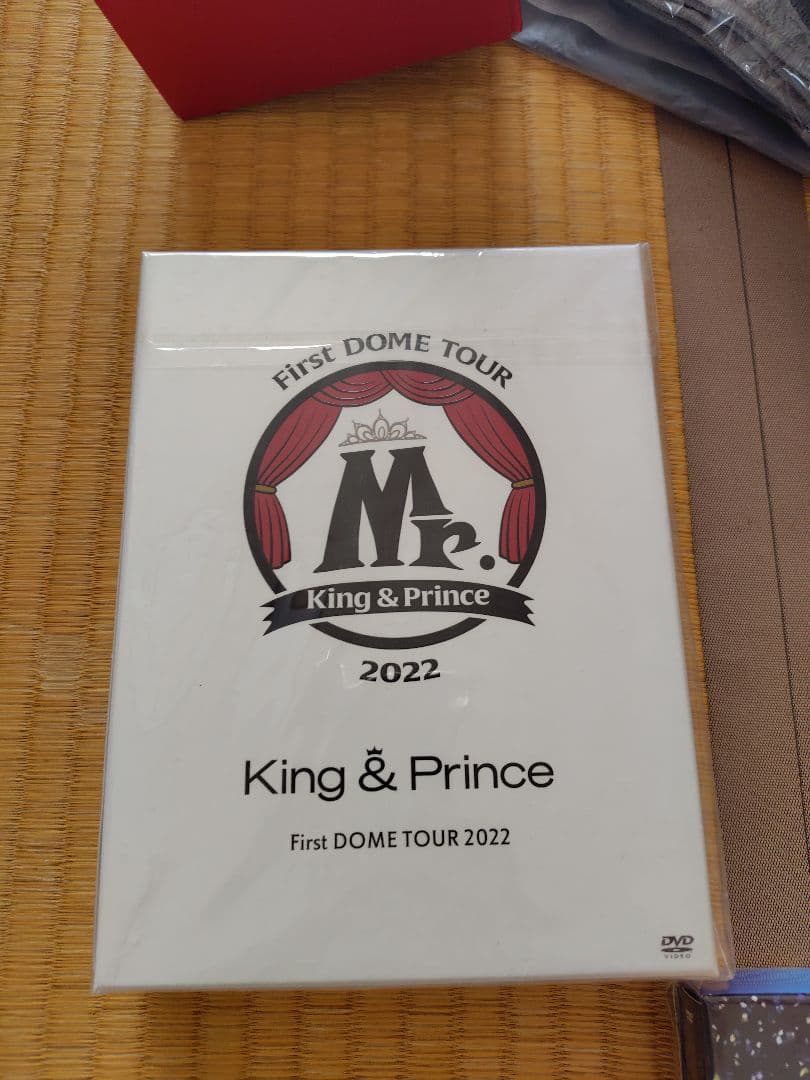 First DOME TOUR
Mr.
King & Prince
2022
King & Prince
First DOME TOUR 2022
DVD
VIDEO